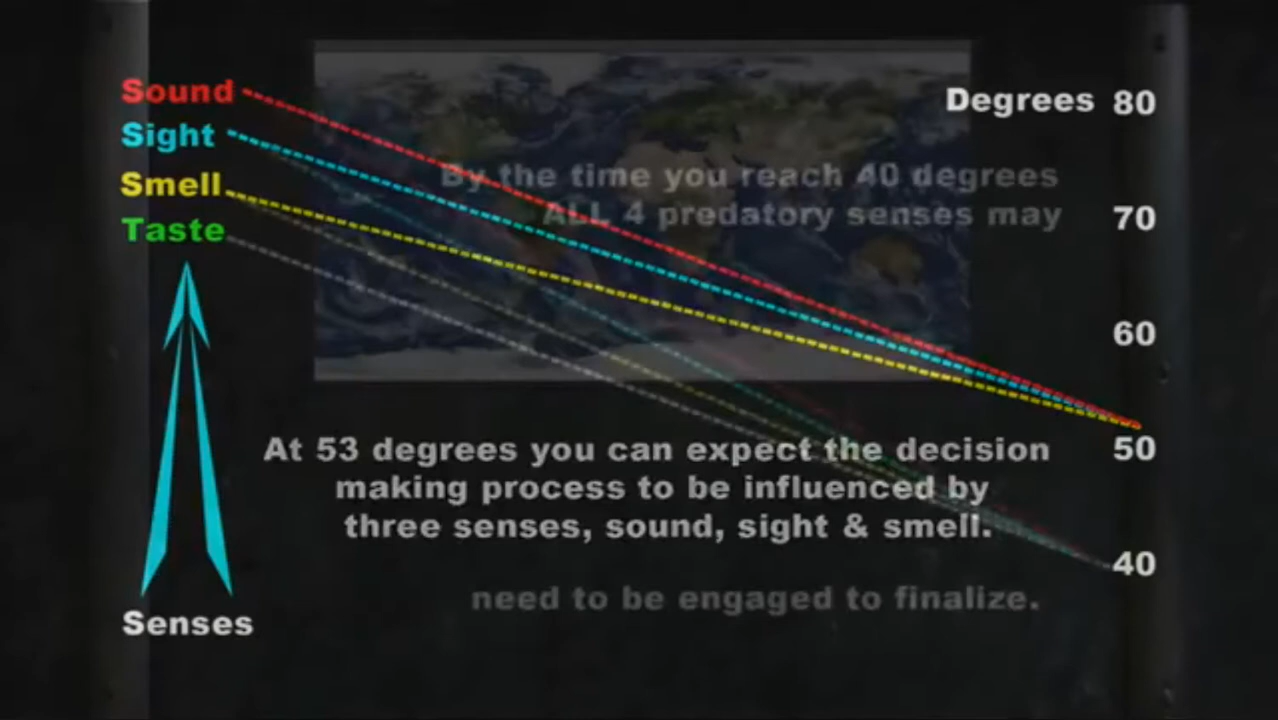 Sound
Degrees 80
Sight
By the time you reach 40 degrees
Smell
ALL 4 predatory senses may
70
Taste
60
At 53 degrees you can expect the decision
50
making process to be influenced by
three senses, sound, sight & smell.
40
need to be engaged to finalize.
Senses